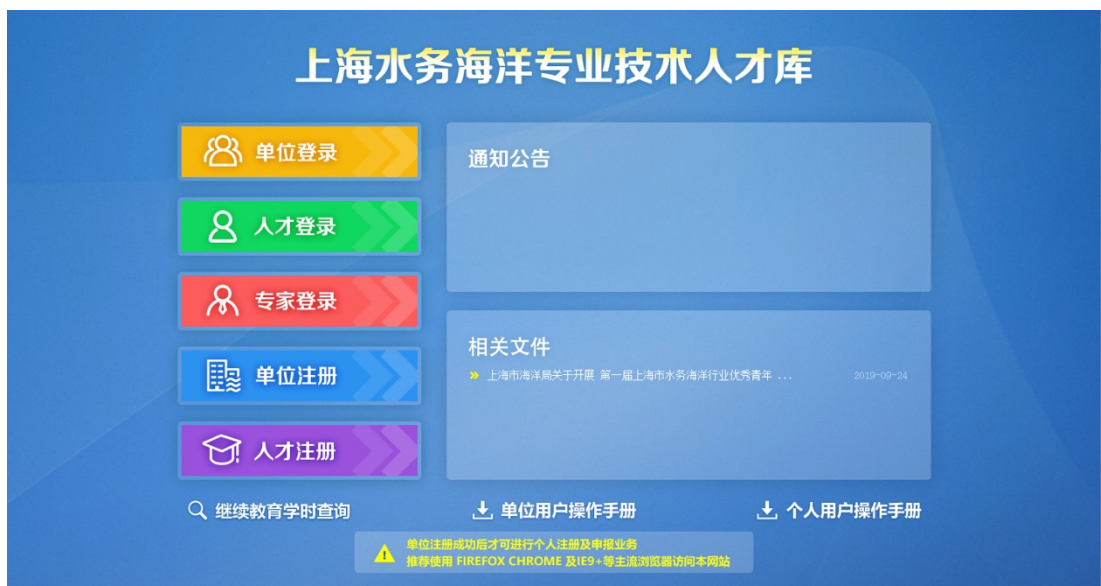 上海水务海洋专业技术人才库
单位登录
人才登录
专家登录
单位注册
人才注册
通知公告
相关文件
上海市海洋局关于开展 第一届上海市水务海洋行业优秀青年 ...
2019-09-24
继续教育学时查询
单位用户操作手册
个人用户操作手册
单位注册成功后才可进行个人注册及申报业务
推荐使用 FIREFOX CHROME 及IE9+等主流浏览器访问本网站